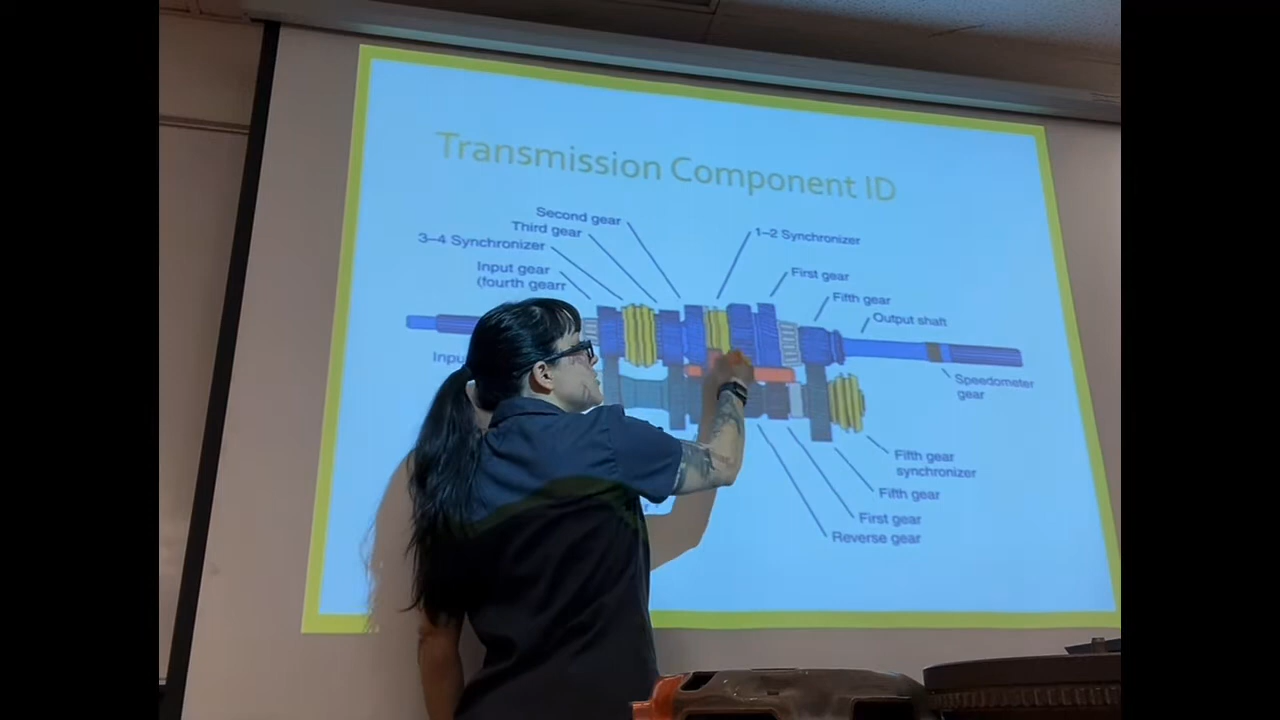 Transmission Component ID
Second gear
Third gear
3–4 Synchronizer
Input gear
(fourth gearr
1–2 Synchronizer
First gear
Fifth gear
Output shaft
Speedometer
gear
Fifth gear
synchronizer
Fifth gear
First gear
Reverse gear